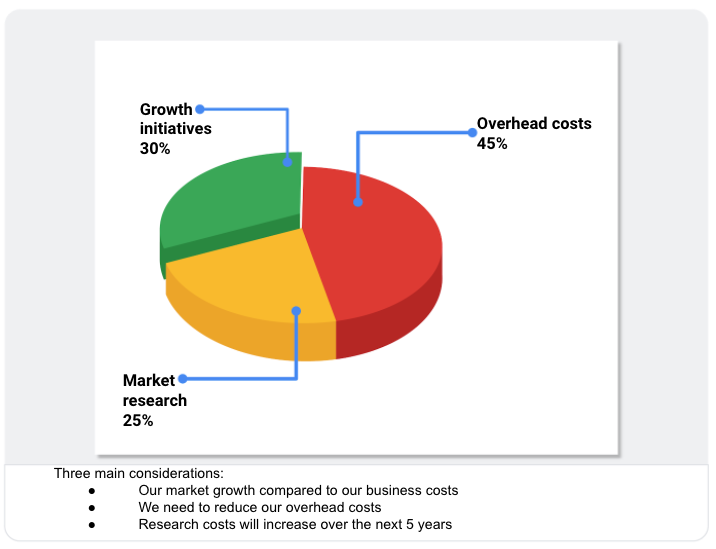 Growth
initiatives
30%
Overhead costs
45%
Market
research
25%
Three main considerations:
● Our market growth compared to our business costs
● We need to reduce our overhead costs
● Research costs will increase over the next 5 years